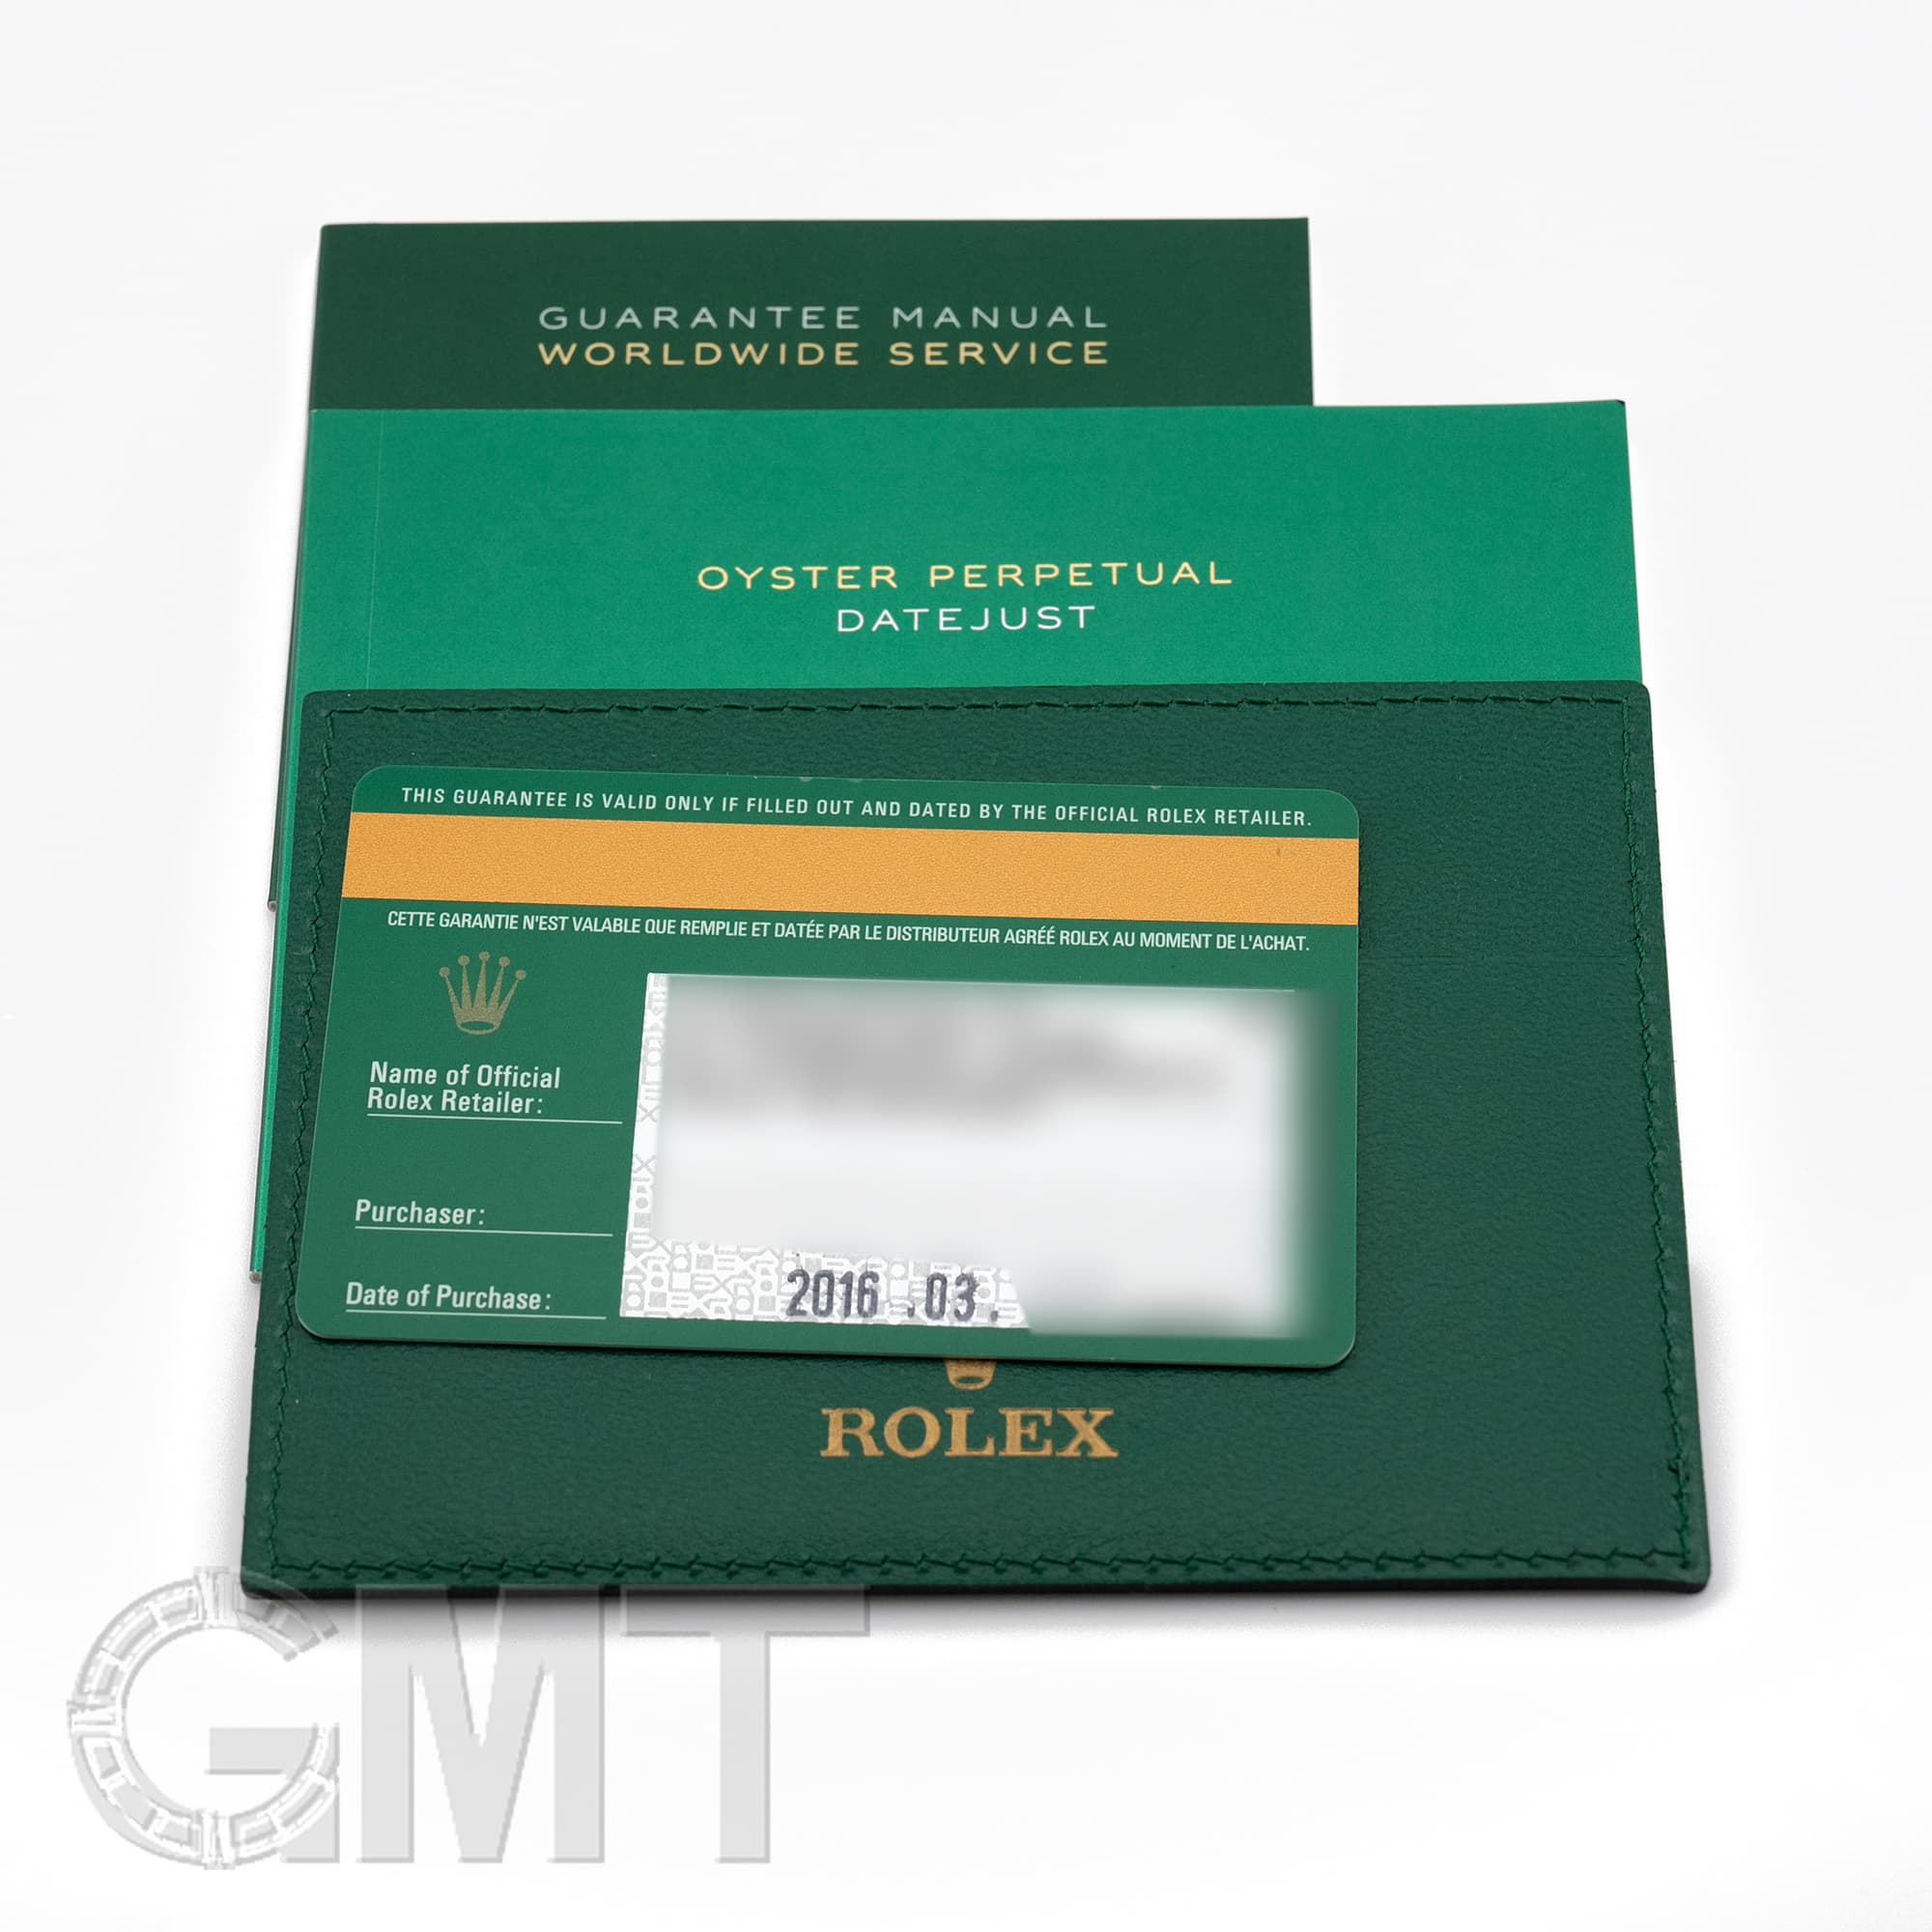 GUARANTEE MANUAL
WORLDWIDE SERVICE
OYSTER PERPETUAL
DATEJUST
THIS GUARANTEE IS VALID ONLY IF FILLED OUT AND DATED BY THE OFFICIAL ROLEX RETAILER.
CETTE GARANTIE N'EST VALABLE QUE REMPLIE ET DATÉE PAR LE DISTRIBUTEUR AGRÉÉ ROLEX AU MOMENT DE L'ACHAT.
Name of Official
Rolex Retailer:
Purchaser:
Date of Purchase:
2016 .03.
ROLEX
GMT